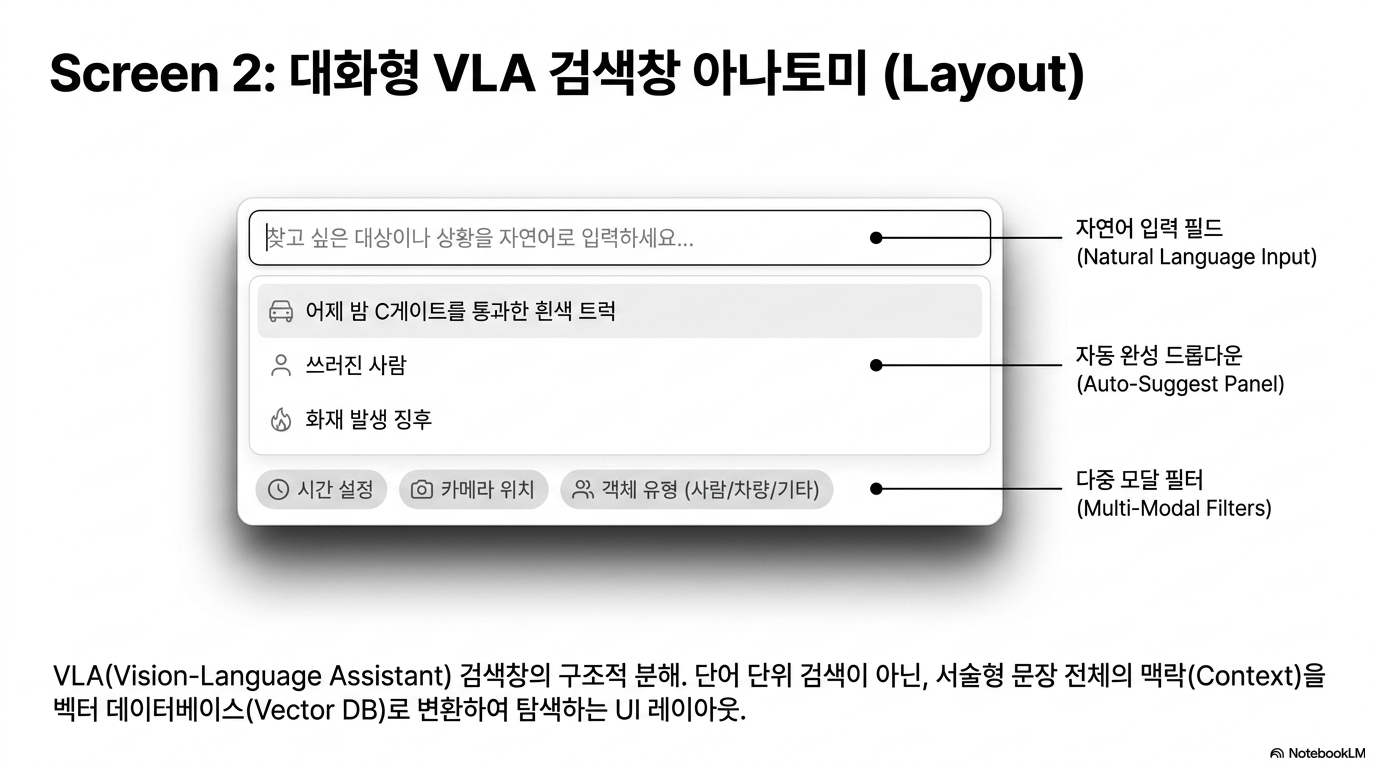 Screen 2: 대화형 VLA 검색창 아나토미 (Layout)
찾고 싶은 대상이나 상황을 자연어로 입력하세요...
자연어 입력 필드
(Natural Language Input)
어제 밤 C게이트를 통과한 흰색 트럭
쓰러진 사람
화재 발생 징후
자동 완성 드롭다운
(Auto-Suggest Panel)
시간 설정
카메라 위치
객체 유형 (사람/차량/기타)
다중 모달 필터
(Multi-Modal Filters)
VLA(Vision-Language Assistant) 검색창의 구조적 분해. 단어 단위 검색이 아닌, 서술형 문장 전체의 맥락(Context)을
벡터 데이터베이스(Vector DB)로 변환하여 탐색하는 UI 레이아웃.
NotebookLM